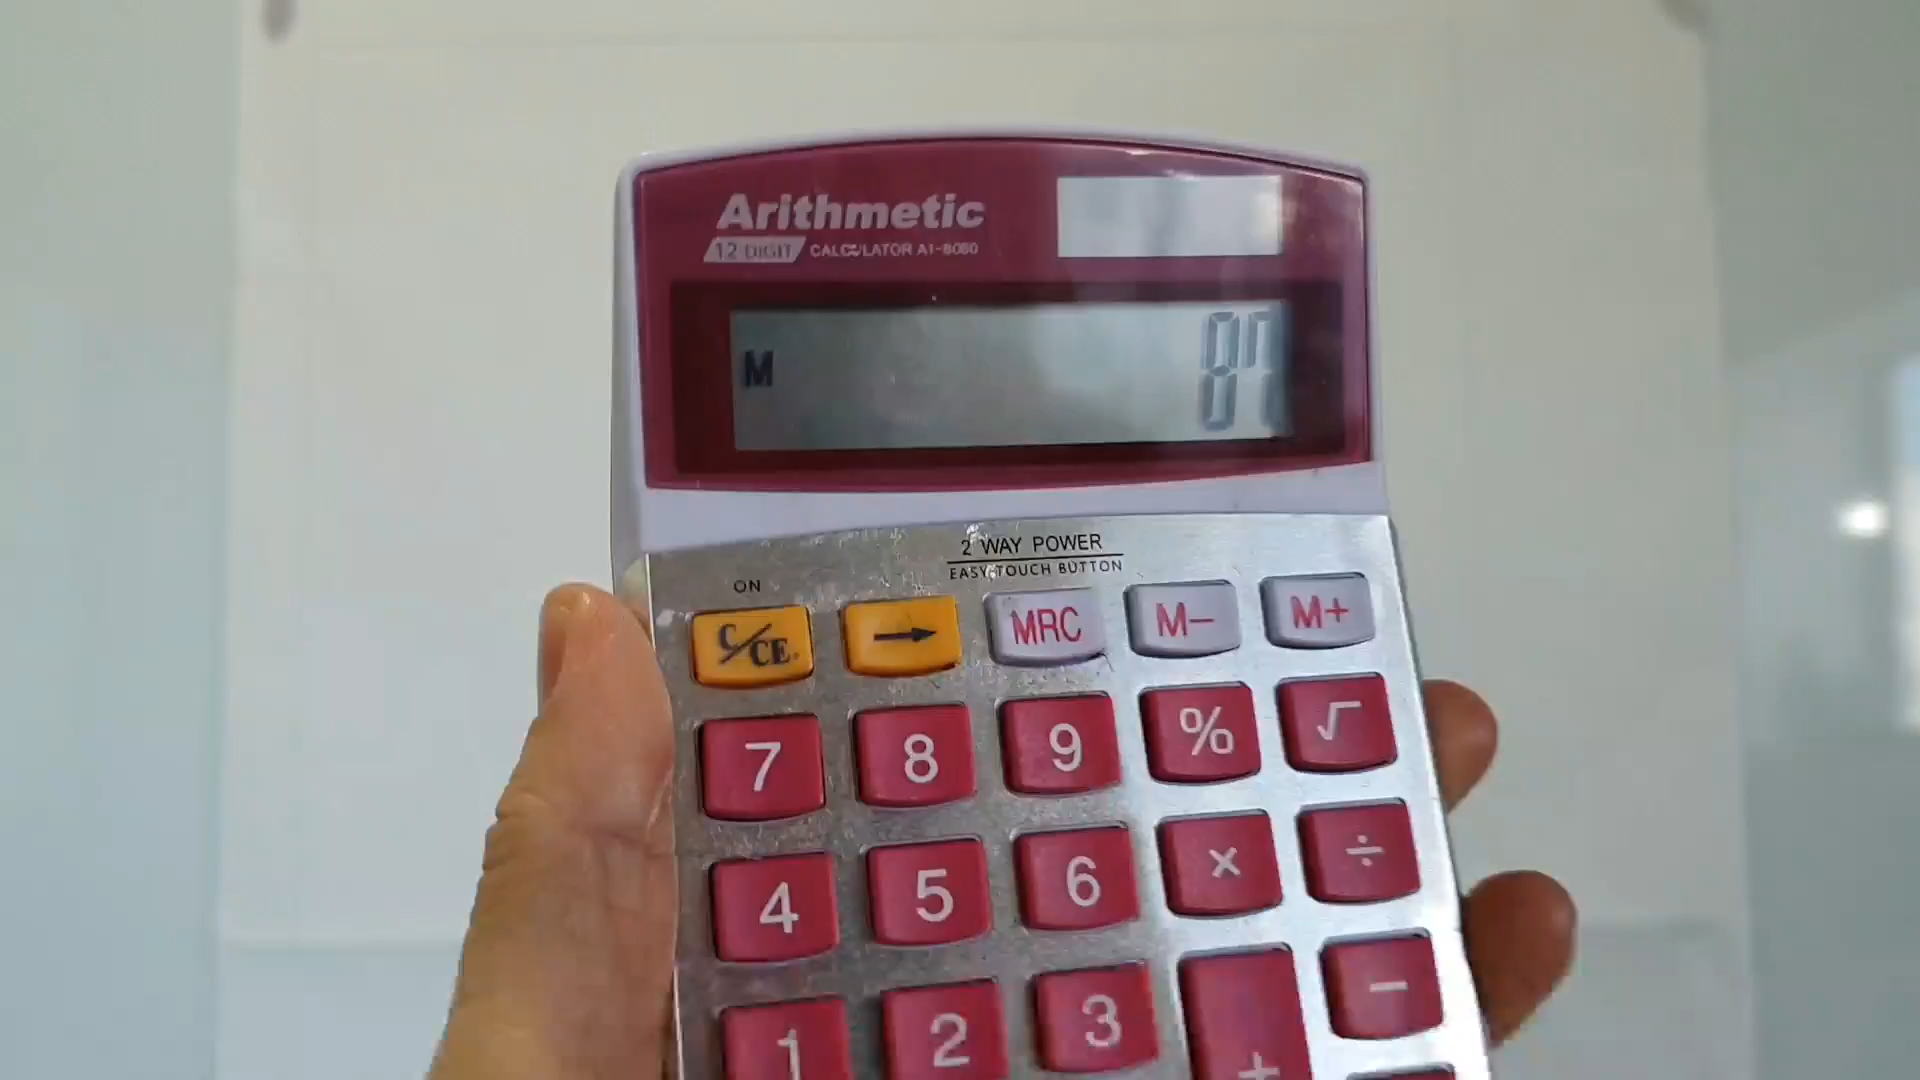 Arithmetic
12 DIGIT CALCULATOR A1-8080
M 87
2 WAY POWER
EASY TOUCH BUTTON
ON
C/CE. → MRC M− M+
7 8 9 % √
4 5 6 × ÷
1 2 3 + −